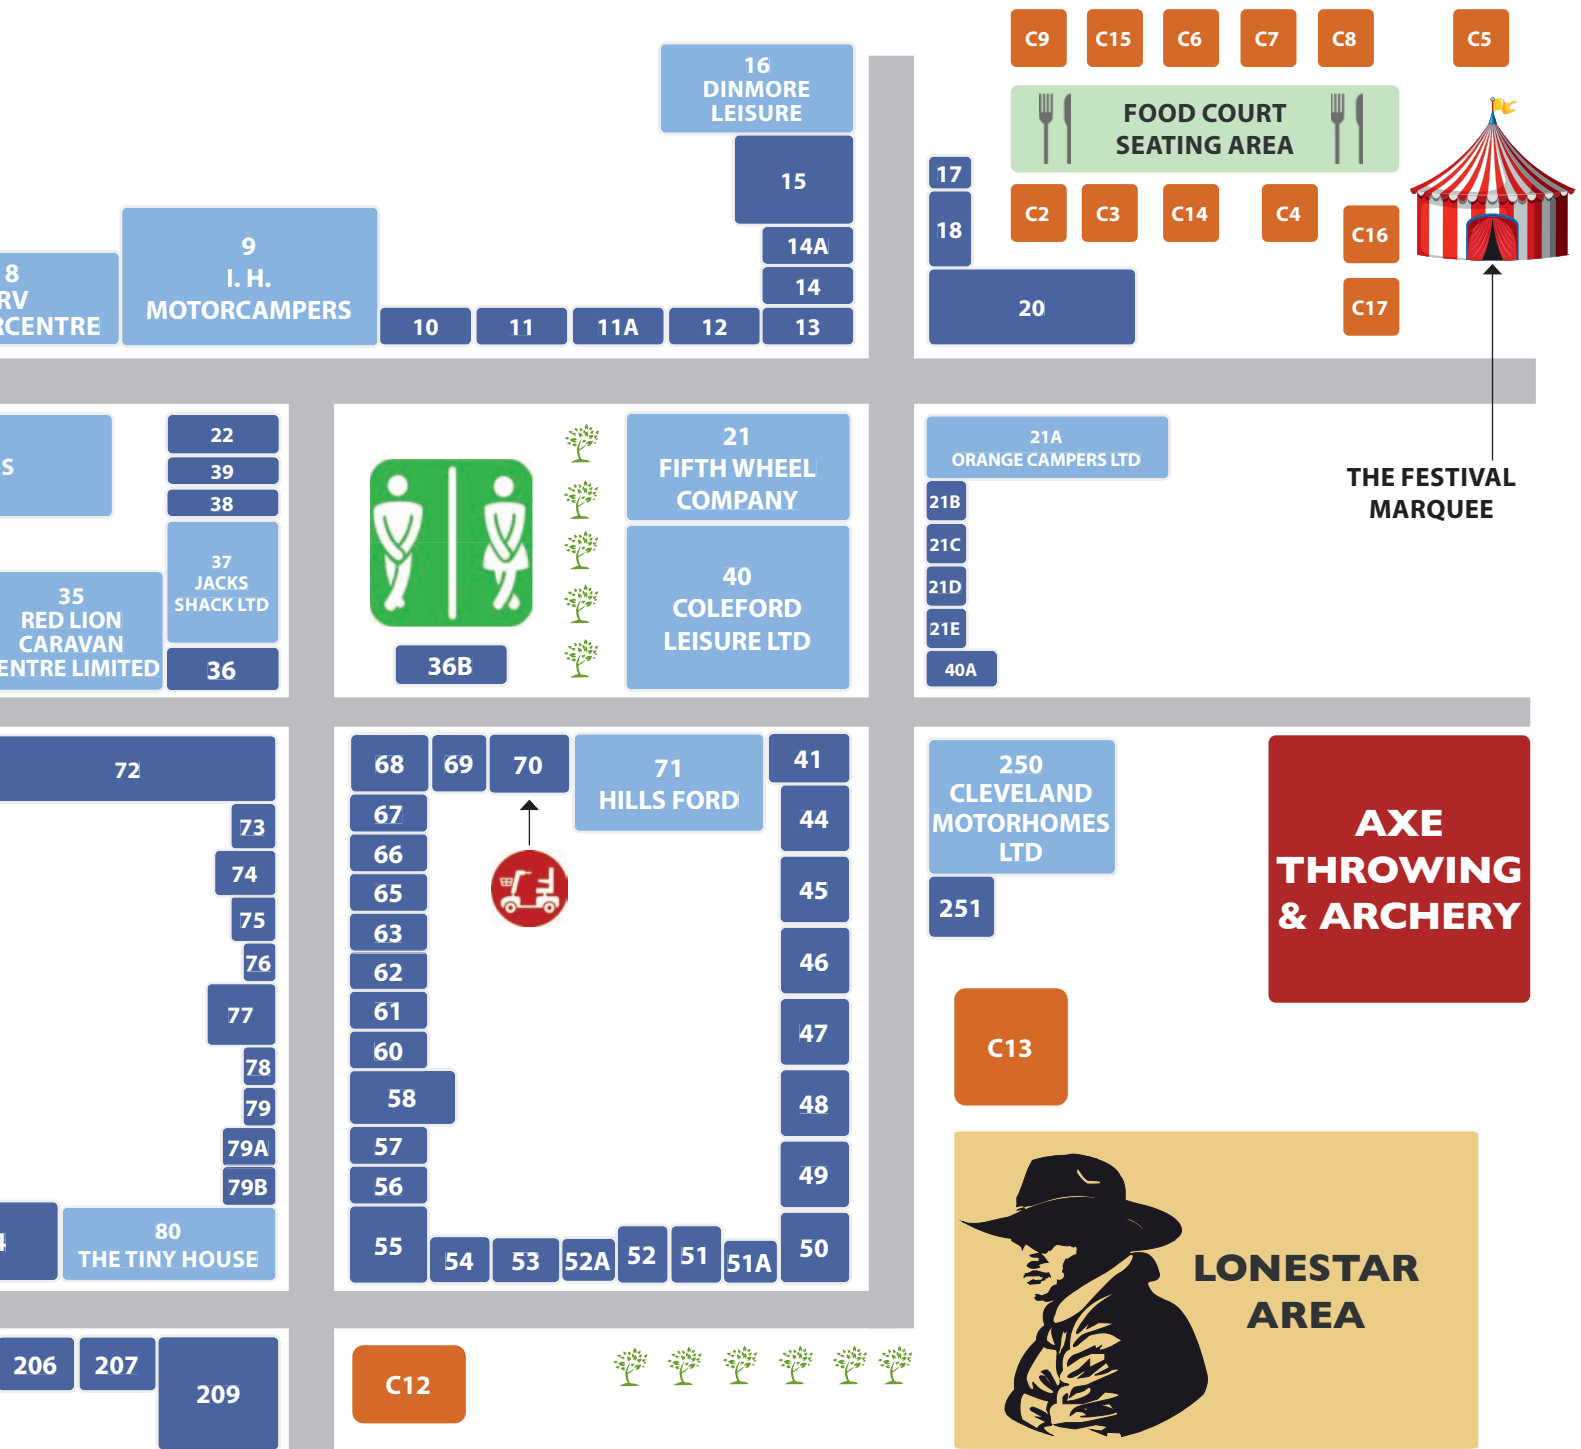 C9
C15
C6
C7
C8
C5
16
DINMORE
LEISURE
FOOD COURT
SEATING AREA
15
17
18
C2
C3
C14
C4
C16
C17
14A
14
13
20
8
RV
RCENTRE
9
I. H.
MOTORCAMPERS
10
11
11A
12
THE FESTIVAL
MARQUEE
S
22
39
38
37
JACKS
SHACK LTD
36
35
RED LION
CARAVAN
ENTRE LIMITED
36B
21
FIFTH WHEEL
COMPANY
40
COLEFORD
LEISURE LTD
21A
ORANGE CAMPERS LTD
21B
21C
21D
21E
40A
72
73
74
75
76
77
78
79
79A
79B
4
80
THE TINY HOUSE
68
69
70
71
HILLS FORD
41
67
66
65
63
62
61
60
58
57
56
55
54
53
52A
52
51
51A
50
44
45
46
47
48
49
250
CLEVELAND
MOTORHOMES
LTD
251
AXE
THROWING
& ARCHERY
C13
LONESTAR
AREA
206
207
209
C12